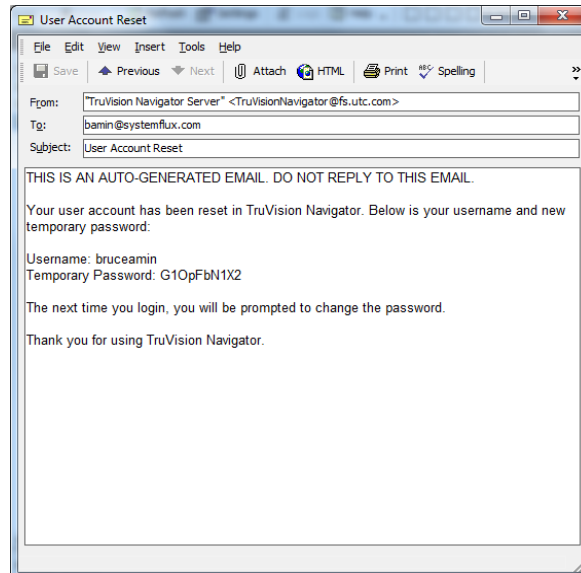 User Account Reset
File Edit View Insert Tools Help
Save Previous Next Attach HTML Print ABC Spelling »
From: "TruVision Navigator Server" <TruVisionNavigator@fs.utc.com>
To: bamin@systemflux.com
Subject: User Account Reset
THIS IS AN AUTO-GENERATED EMAIL. DO NOT REPLY TO THIS EMAIL.
Your user account has been reset in TruVision Navigator. Below is your username and new
temporary password:
Username: bruceamin
Temporary Password: G1OpFbN1X2
The next time you login, you will be prompted to change the password.
Thank you for using TruVision Navigator.